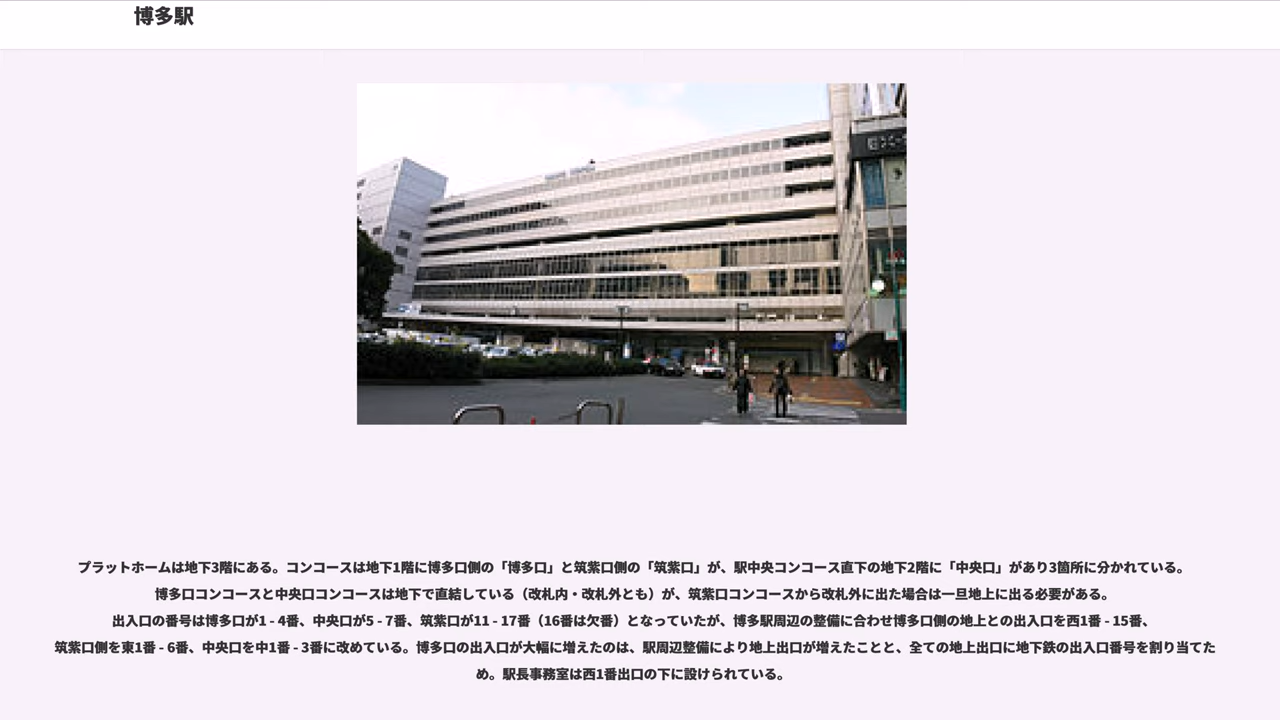 博多駅
プラットホームは地下3階にある。コンコースは地下1階に博多口側の「博多口」と筑紫口側の「筑紫口」が、駅中央コンコース直下の地下2階に「中央口」があり3箇所に分かれている。
博多口コンコースと中央口コンコースは地下で直結している（改札内・改札外とも）が、筑紫口コンコースから改札外に出た場合は一旦地上に出る必要がある。
出入口の番号は博多口が1 - 4番、中央口が5 - 7番、筑紫口が11 - 17番（16番は欠番）となっていたが、博多駅周辺の整備に合わせ博多口側の地上との出入口を西1番 - 15番、
筑紫口側を東1番 - 6番、中央口を中1番 - 3番に改めている。博多口の出入口が大幅に増えたのは、駅周辺整備により地上出口が増えたことと、全ての地上出口に地下鉄の出入口番号を割り当てた
め。駅長事務室は西1番出口の下に設けられている。